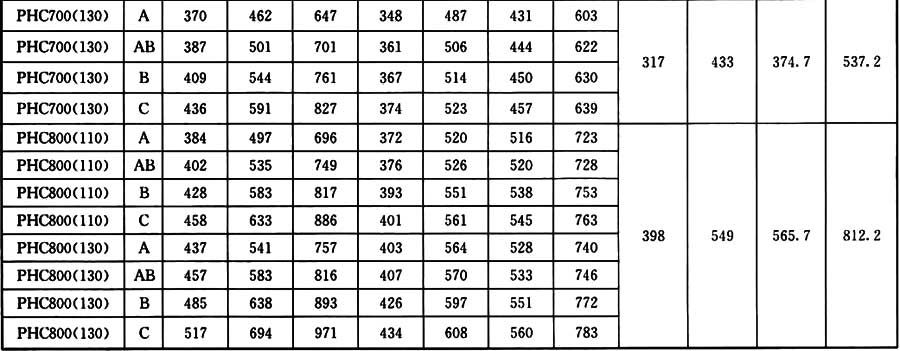 PHC700(130) A 370 462 647 348 487 431 603
PHC700(130) AB 387 501 701 361 506 444 622
317 433 374.7 537.2
PHC700(130) B 409 544 761 367 514 450 630
PHC700(130) C 436 591 827 374 523 457 639
PHC800(110) A 384 497 696 372 520 516 723
PHC800(110) AB 402 535 749 376 526 520 728
PHC800(110) B 428 583 817 393 551 538 753
PHC800(110) C 458 633 886 401 561 545 763
398 549 565.7 812.2
PHC800(130) A 437 541 757 403 564 528 740
PHC800(130) AB 457 583 816 407 570 533 746
PHC800(130) B 485 638 893 426 597 551 772
PHC800(130) C 517 694 971 434 608 560 783